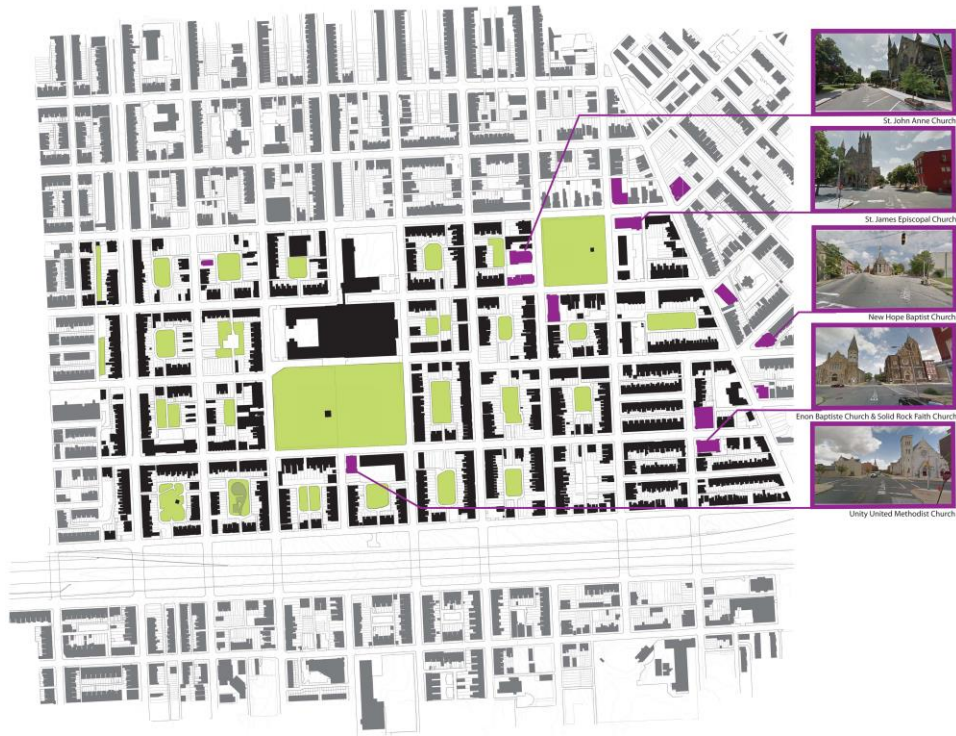 St. John Anne Church
St. James Episcopal Church
New Hope Baptist Church
Enon Baptiste Church & Solid Rock Faith Church
Unity United Methodist Church